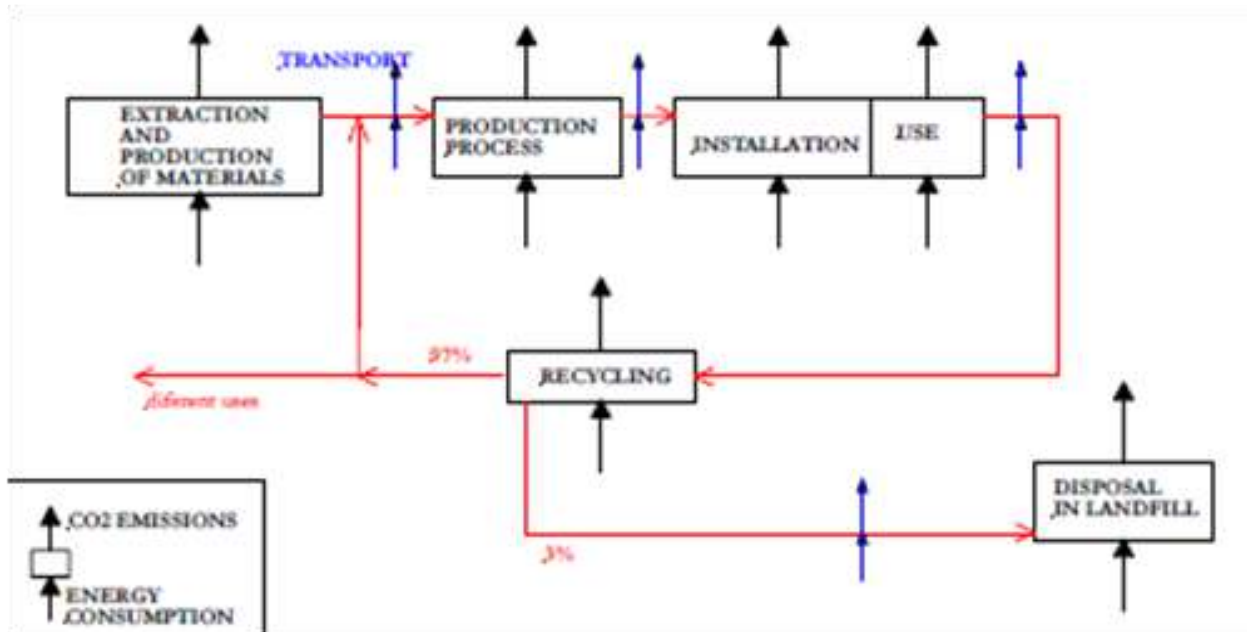 TRANSPORT
EXTRACTION
AND
PRODUCTION
OF MATERIALS
PRODUCTION
PROCESS
INSTALLATION
USE
97%
RECYCLING
diferent uses
DISPOSAL
IN LANDFILL
3%
CO2 EMISSIONS
ENERGY
CONSUMPTION